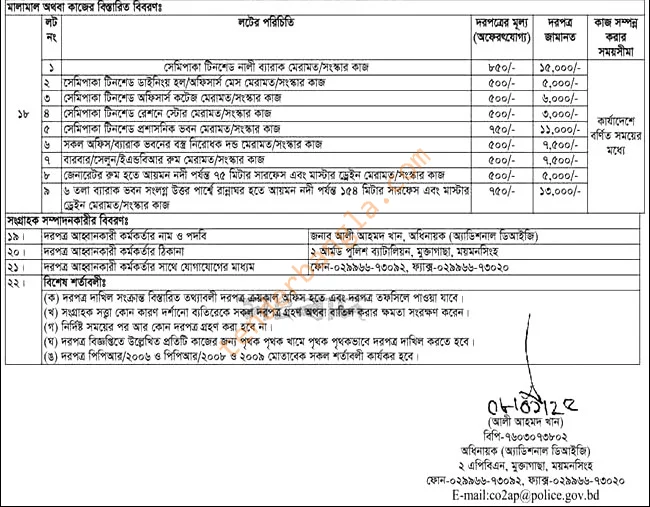 মালামাল অথবা কাজের বিস্তারিত বিবরণঃ
লট নং
লটের পরিচিতি
দরপত্রের মূল্য (অফেরৎযোগ্য)
দরপত্র জামানত
কাজ সম্পন্ন করার সময়সীমা
১৮
১ সেমিপাকা টিনশেড নালী ব্যারাক মেরামত/সংস্কার কাজ ৮৫০/- ১৫,০০০/-
২ সেমিপাকা টিনশেড ডাইনিংয় হল/অফিসার্স মেস মেরামত/সংস্কার কাজ ৫০০/- ৫,০০০/-
৩ সেমিপাকা টিনশেড অফিসার্স কটেজ মেরামত/সংস্কার কাজ ৫০০/- ৬,০০০/-
৪ সেমিপাকা টিনশেড রেশনে স্টোর মেরামত/সংস্কার কাজ ৫০০/- ৩,০০০/-
৫ সেমিপাকা টিনশেড প্রশাসনিক ভবন মেরামত/সংস্কার কাজ ৭৫০/- ১১,০০০/-
৬ সকল অফিস/ব্যারাক ভবনের বস্ত্র নিরোধক দন্ড মেরামত/সংস্কার কাজ ৫০০/- ৭,৫০০/-
৭ বারবার/সেলুন/ইএন্ডবিআর রুম মেরামত/সংস্কার কাজ ৫০০/- ৭,৫০০/-
৮ জেনারেটর রুম হতে আয়মন নদী পর্যন্ত ৭৫ মিটার সারফেস এবং মাস্টার ড্রেইন মেরামত/সংস্কার কাজ ৫০০/- ৫,০০০/-
৯ ৬ তলা ব্যারাক ভবন সংলগ্ন উত্তর পার্শ্বে রান্নাঘর হতে আয়মন নদী পর্যন্ত ১৫৪ মিটার সারফেস এবং মাস্টার ড্রেইন মেরামত/সংস্কার কাজ ৭৫০/- ১৩,০০০/-
কার্যাদেশে বর্ণিত সময়ের মধ্যে
সংগ্রাহক সম্পাদনকারীর বিবরণঃ
১৯। দরপত্র আহ্বানকারী কর্মকর্তার নাম ও পদবি জনাব আলী আহমদ খান, অধিনায়ক (অ্যাডিশনাল ডিআইজি)
২০। দরপত্র আহ্বানকারী কর্মকর্তার ঠিকানা ২ আর্মড পুলিশ ব্যাটালিয়ন, মুক্তাগাছা, ময়মনসিংহ
২১। দরপত্র আহ্বানকারী কর্মকর্তার সাথে যোগাযোগের মাধ্যম ফোন-০২৯৯৬৬-৭৩০৯২, ফ্যাক্স-০২৯৯৬৬-৭৩০২০
২২। বিশেষ শর্তাবলীঃ
(ক) দরপত্র দাখিল সংক্রান্ত বিস্তারিত তথ্যাবলী দরপত্র ক্রয়কাল অফিস হতে এবং দরপত্র তফসিলে পাওয়া যাবে।
(খ) সংগ্রাহক সত্ত্বা কোন কারণ দর্শানো ব্যতিরেকে সকল দরপত্র গ্রহণ অথবা বাতিল করার ক্ষমতা সংরক্ষণ করেন।
(গ) নির্দিষ্ট সময়ের পর আর কোন দরপত্র গ্রহণ করা হবে না।
(ঘ) দরপত্র বিজ্ঞপ্তিতে উল্লেখিত প্রতিটি কাজের জন্য পৃথক পৃথক খামে পৃথক পৃথকভাবে দরপত্র দাখিল করতে হবে।
(ঙ) দরপত্র পিপিআর/২০০৬ ও পিপিআর/২০০৮ ও ২০০৯ মোতাবেক সকল শর্তাবলী কার্যকর হবে।
(আলী আহমদ খান)
বিপি-৭৬০৩০৭৩৮০২
অধিনায়ক (অ্যাডিশনাল ডিআইজি)
২ এপিবিএন, মুক্তাগাছা, ময়মনসিংহ
ফোন-০২৯৯৬৬-৭৩০৯২, ফ্যাক্স-০২৯৯৬৬-৭৩০২০
E-mail:co2ap@police.gov.bd